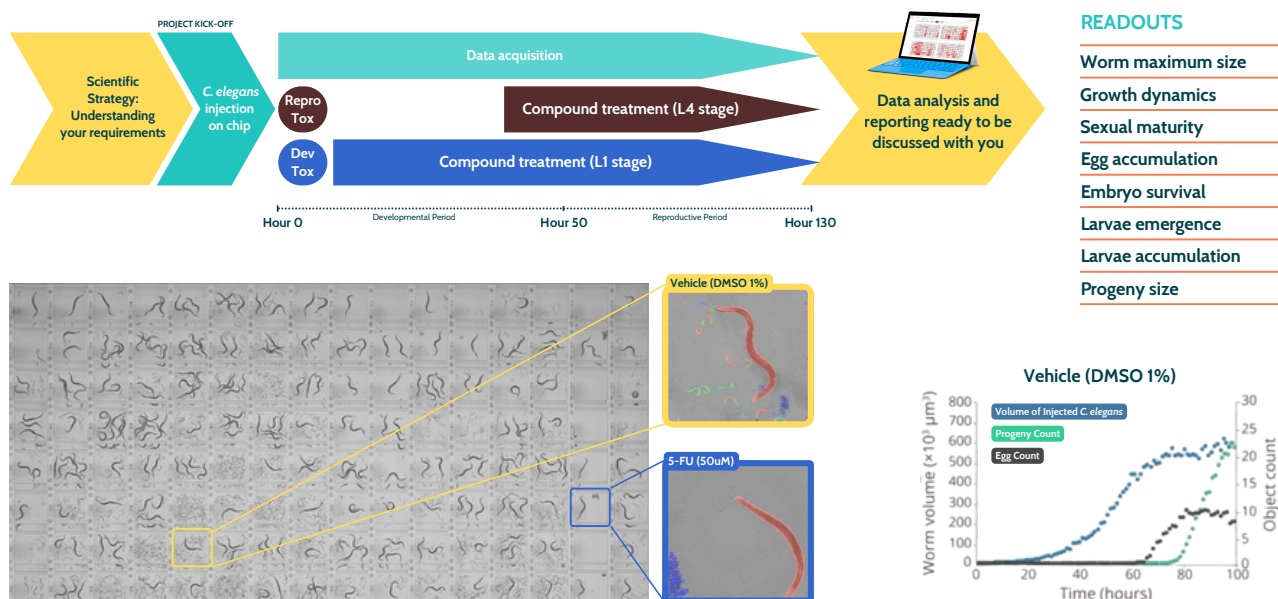 PROJECT KICK-OFF
Scientific
Strategy:
Understanding
your requirements
C. elegans
injection
on chip
Data acquisition
Repro
Tox
Compound treatment (L4 stage)
Dev
Tox
Compound treatment (L1 stage)
Data analysis and
reporting ready to be
discussed with you
Developmental Period
Reproductive Period
Hour 0
Hour 50
Hour 130
READOUTS
Worm maximum size
Growth dynamics
Sexual maturity
Egg accumulation
Embryo survival
Larvae emergence
Larvae accumulation
Progeny size
Vehicle (DMSO 1%)
5-FU (50uM)
Vehicle (DMSO 1%)
Worm volume (×10³ µm³)
800
700
600
500
400
300
200
100
0
Volume of Injected C. elegans
Progeny Count
Egg Count
30
25
20
15
10
5
0
Object count
0 20 40 60 80 100
Time (hours)